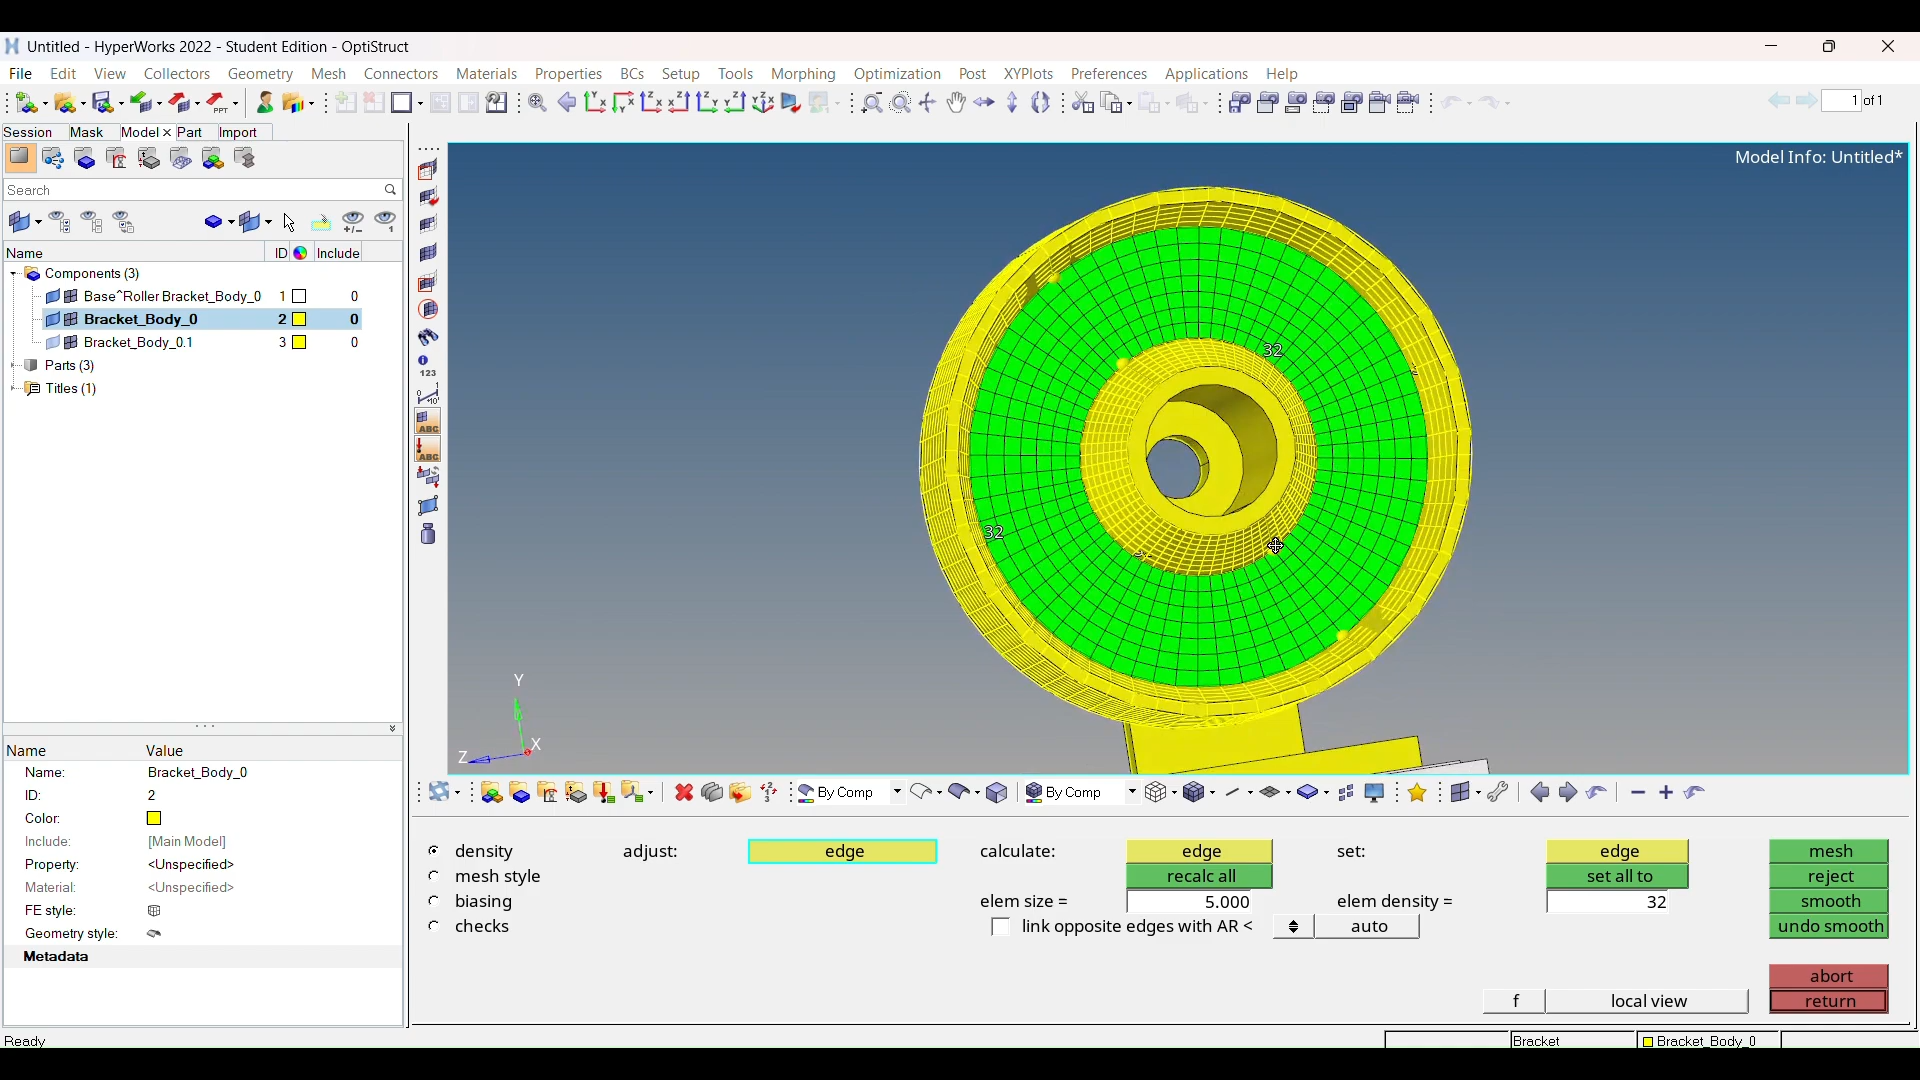 Untitled - HyperWorks 2022 - Student Edition - OptiStruct
File Edit View Collectors Geometry Mesh Connectors Materials Properties BCs Setup Tools Morphing Optimization Post XYPlots Preferences Applications Help
1 of 1
Session Mask Model × Part Import
Model Info: Untitled*
Search
Name ID Include
Components (3)
Base^Roller Bracket_Body_0 1 0
Bracket_Body_0 2 0
Bracket_Body_0.1 3 0
Parts (3)
Titles (1)
123
ABC
ABC
32
32
Y
Z X
Name Value
Name: Bracket_Body_0
ID: 2
Color:
Include: [Main Model]
Property: <Unspecified>
Material: <Unspecified>
FE style:
Geometry style:
Metadata
By Comp By Comp
density adjust: edge calculate: edge set: edge mesh
mesh style recalc all set all to reject
biasing elem size = 5.000 elem density = 32 smooth
checks link opposite edges with AR < auto undo smooth
abort
f local view return
Ready Bracket Bracket_Body_0